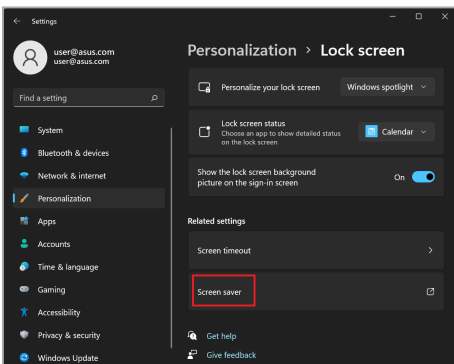 Settings
user@asus.com
user@asus.com
Find a setting
System
Bluetooth & devices
Network & internet
Personalization
Apps
Accounts
Time & language
Gaming
Accessibility
Privacy & security
Windows Update
Personalization › Lock screen
Personalize your lock screen
Windows spotlight
Lock screen status
Choose an app to show detailed status
on the lock screen
Calendar
Show the lock screen background
picture on the sign-in screen
On
Related settings
Screen timeout
Screen saver
Get help
Give feedback